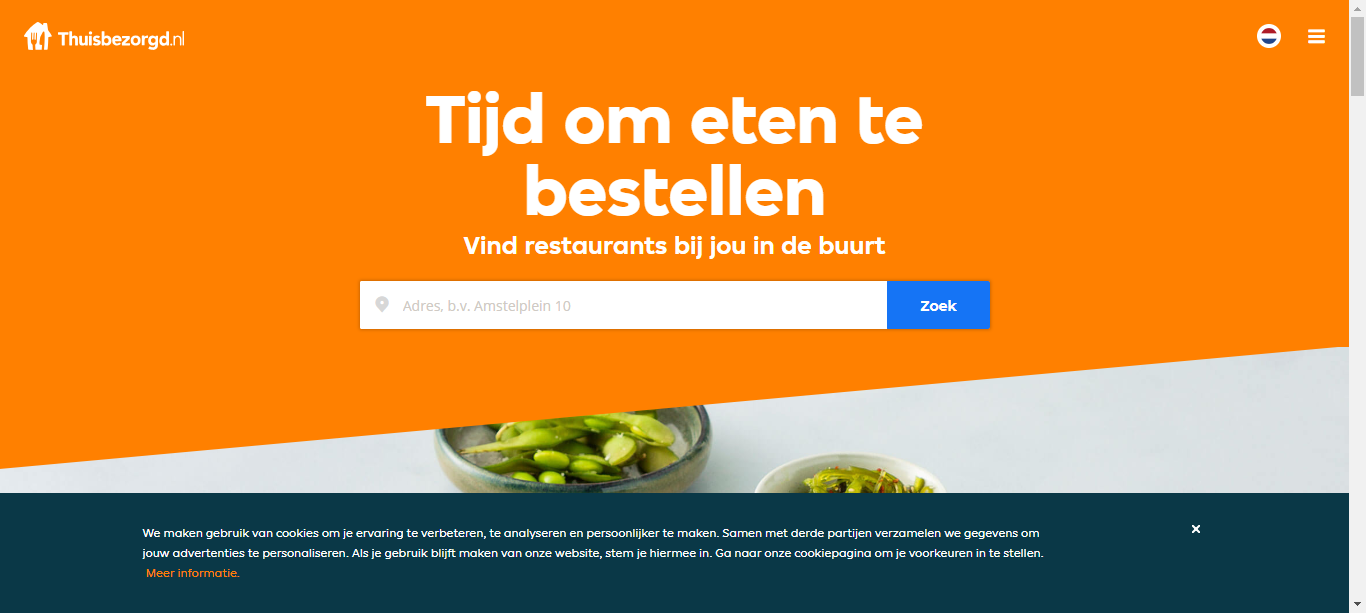 Thuisbezorgd.nl
Tijd om eten te
bestellen
Vind restaurants bij jou in de buurt
Adres, b.v. Amstelplein 10
Zoek
We maken gebruik van cookies om je ervaring te verbeteren, te analyseren en persoonlijker te maken. Samen met derde partijen verzamelen we gegevens om
jouw advertenties te personaliseren. Als je gebruik blijft maken van onze website, stem je hiermee in. Ga naar onze cookiepagina om je voorkeuren in te stellen.
Meer informatie.